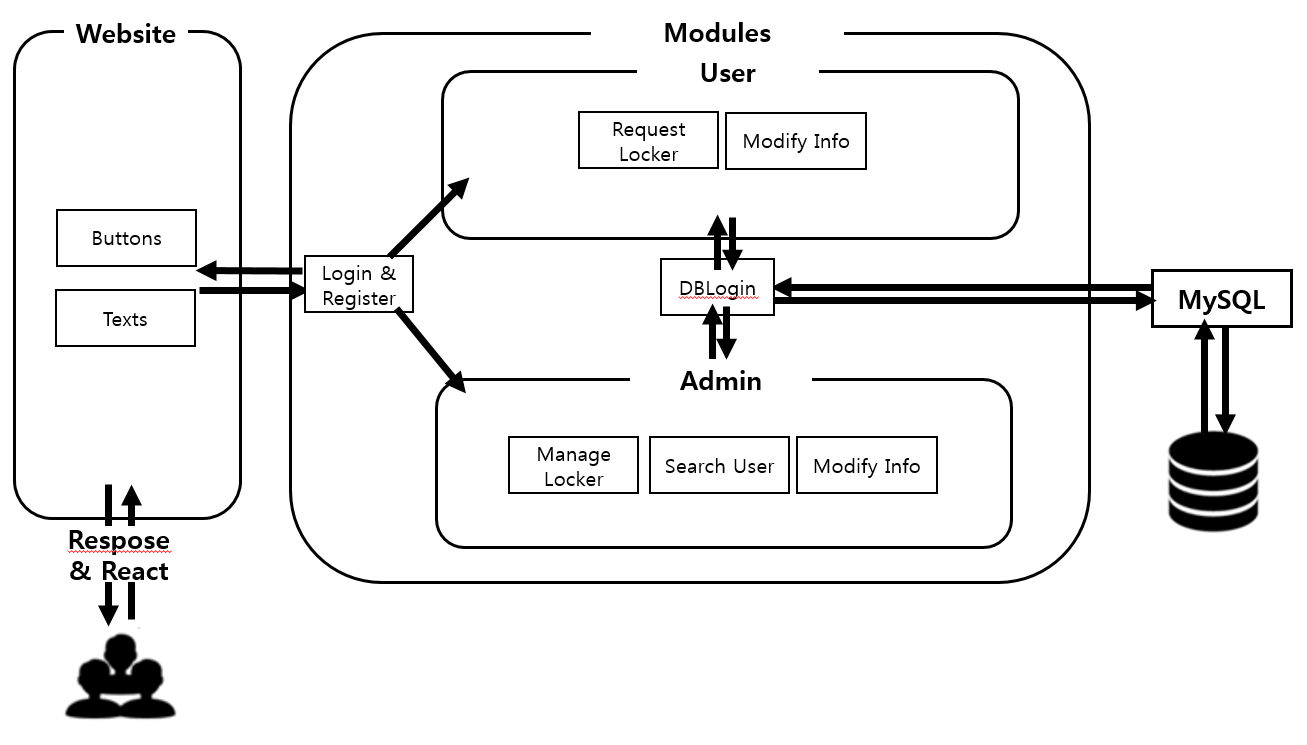 Website
Buttons
Texts
Respose
& React
Modules
User
Request
Locker
Modify Info
Login &
Register
DBLogin
Admin
Manage
Locker
Search User
Modify Info
MySQL